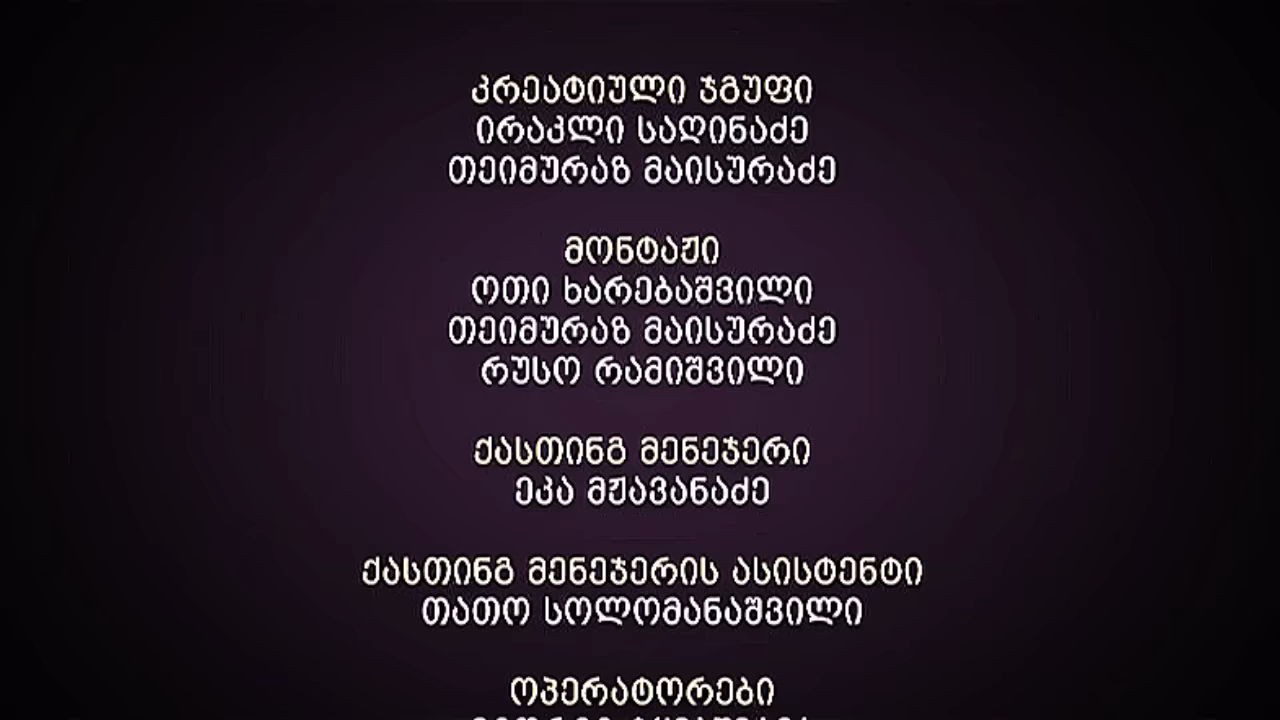 კრეატიული ჯგუფი
ირაკლი საღინაძე
თეიმურაზ მაისურაძე
მონტაჟი
ოთი ხარებაშვილი
თეიმურაზ მაისურაძე
რუსო რამიშვილი
ქასთინგ მენეჯერი
ეკა მჟავანაძე
ქასთინგ მენეჯერის ასისტენტი
თათო სოლომანაშვილი
ოპერატორები